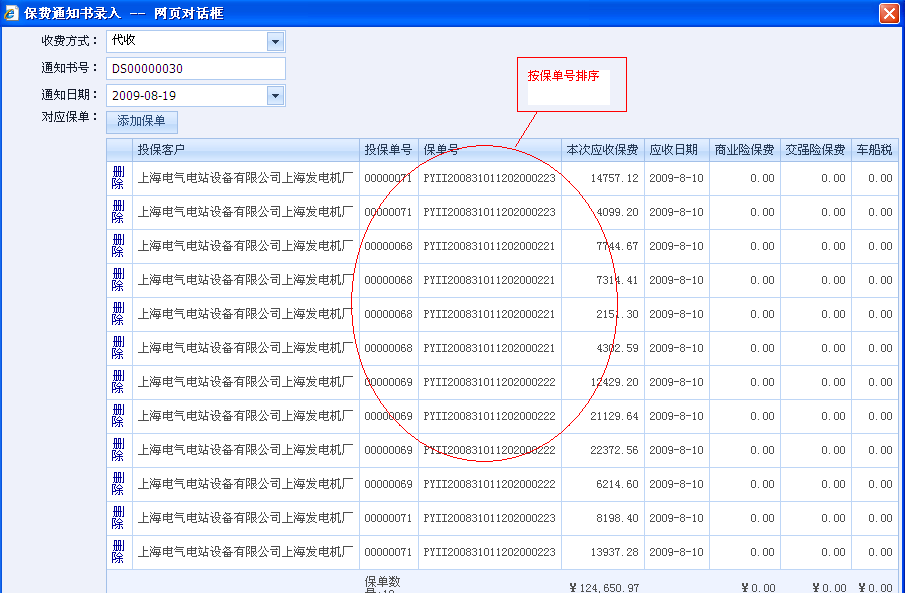 保费通知书录入 -- 网页对话框
收费方式： 代收
通知书号： DS00000030
通知日期： 2009-08-19
对应保单： 添加保单
按保单号排序
投保客户 投保单号 保单号 本次应收保费 应收日期 商业险保费 交强险保费 车船税
删除 上海电气电站设备有限公司上海发电机厂 00000071 PYII200831011202000223 14757.12 2009-8-10 0.00 0.00 0.00
删除 上海电气电站设备有限公司上海发电机厂 00000071 PYII200831011202000223 4099.20 2009-8-10 0.00 0.00 0.00
删除 上海电气电站设备有限公司上海发电机厂 00000068 PYII200831011202000221 7744.67 2009-8-10 0.00 0.00 0.00
删除 上海电气电站设备有限公司上海发电机厂 00000068 PYII200831011202000221 7314.41 2009-8-10 0.00 0.00 0.00
删除 上海电气电站设备有限公司上海发电机厂 00000068 PYII200831011202000221 2151.30 2009-8-10 0.00 0.00 0.00
删除 上海电气电站设备有限公司上海发电机厂 00000068 PYII200831011202000221 4302.59 2009-8-10 0.00 0.00 0.00
删除 上海电气电站设备有限公司上海发电机厂 00000069 PYII200831011202000222 12429.20 2009-8-10 0.00 0.00 0.00
删除 上海电气电站设备有限公司上海发电机厂 00000069 PYII200831011202000222 21129.64 2009-8-10 0.00 0.00 0.00
删除 上海电气电站设备有限公司上海发电机厂 00000069 PYII200831011202000222 22372.56 2009-8-10 0.00 0.00 0.00
删除 上海电气电站设备有限公司上海发电机厂 00000069 PYII200831011202000222 6214.60 2009-8-10 0.00 0.00 0.00
删除 上海电气电站设备有限公司上海发电机厂 00000071 PYII200831011202000223 8198.40 2009-8-10 0.00 0.00 0.00
删除 上海电气电站设备有限公司上海发电机厂 00000071 PYII200831011202000223 13937.28 2009-8-10 0.00 0.00 0.00
保单数 ¥124,650.97 ¥0.00 ¥0.00 ¥0.00